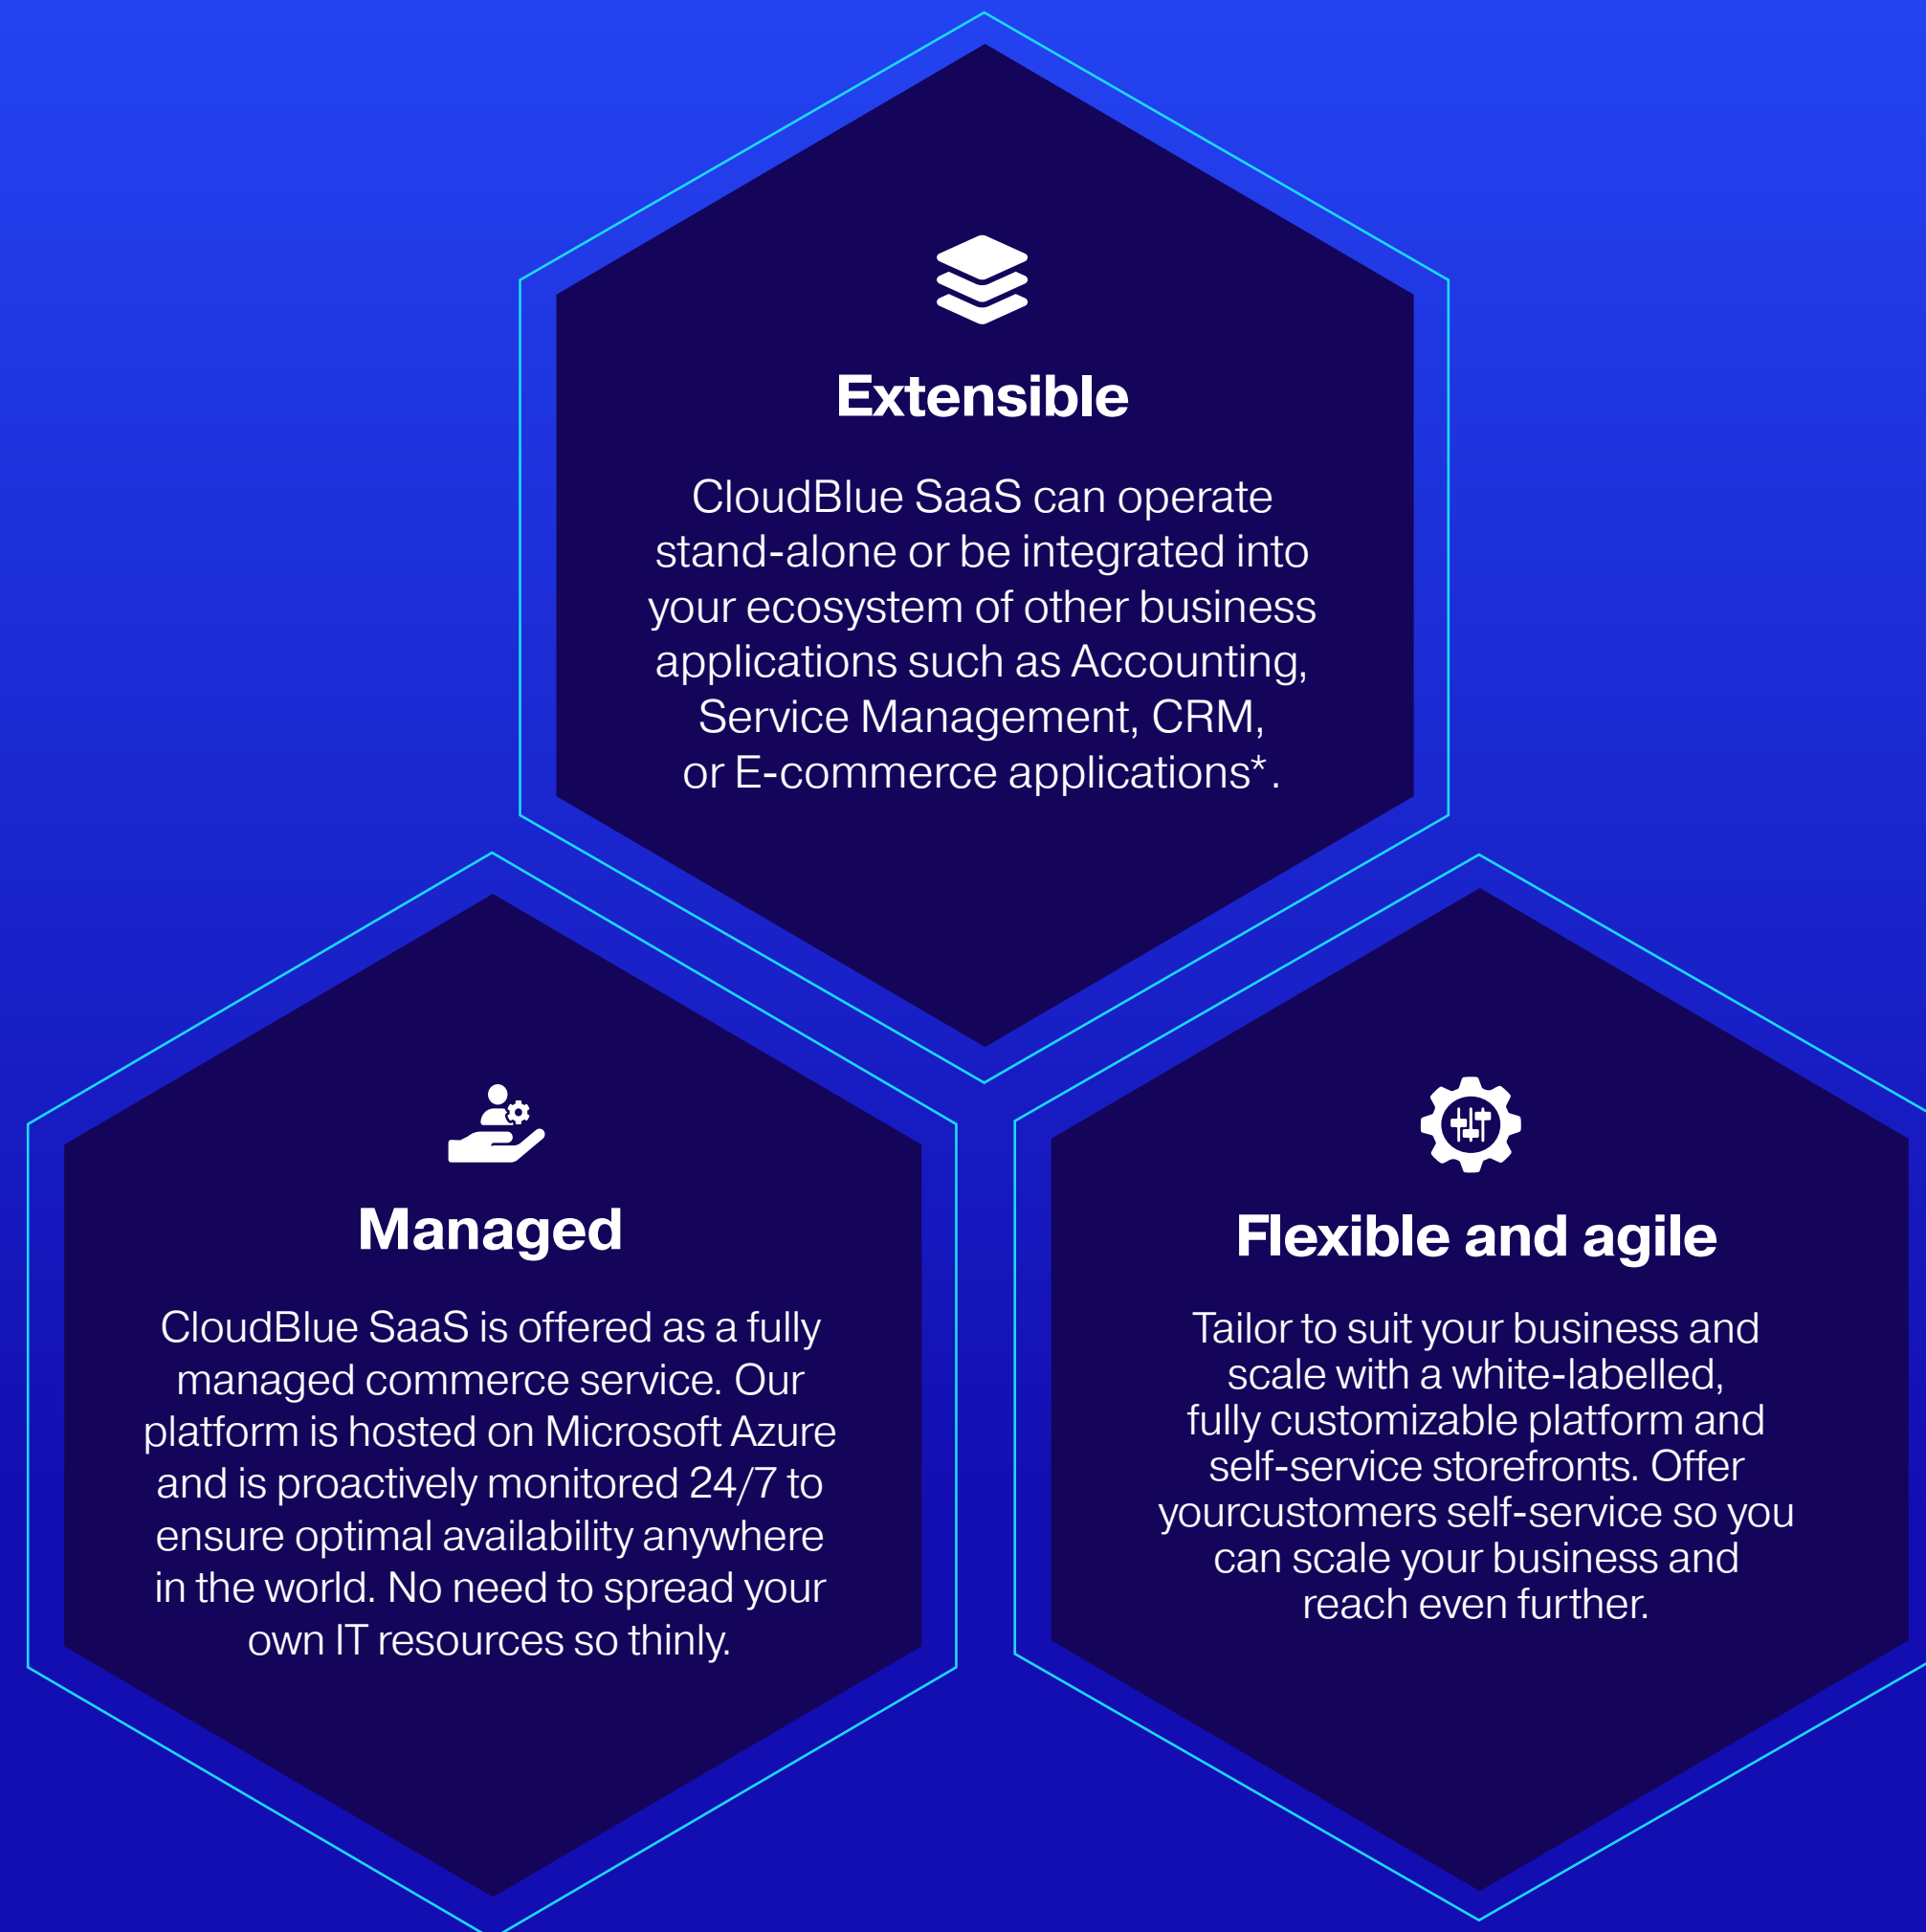 Extensible
CloudBlue SaaS can operate
stand-alone or be integrated into
your ecosystem of other business
applications such as Accounting,
Service Management, CRM,
or E-commerce applications*.
Managed
CloudBlue SaaS is offered as a fully
managed commerce service. Our
platform is hosted on Microsoft Azure
and is proactively monitored 24/7 to
ensure optimal availability anywhere
in the world. No need to spread your
own IT resources so thinly.
Flexible and agile
Tailor to suit your business and
scale with a white-labelled,
fully customizable platform and
self-service storefronts. Offer
yourcustomers self-service so you
can scale your business and
reach even further.